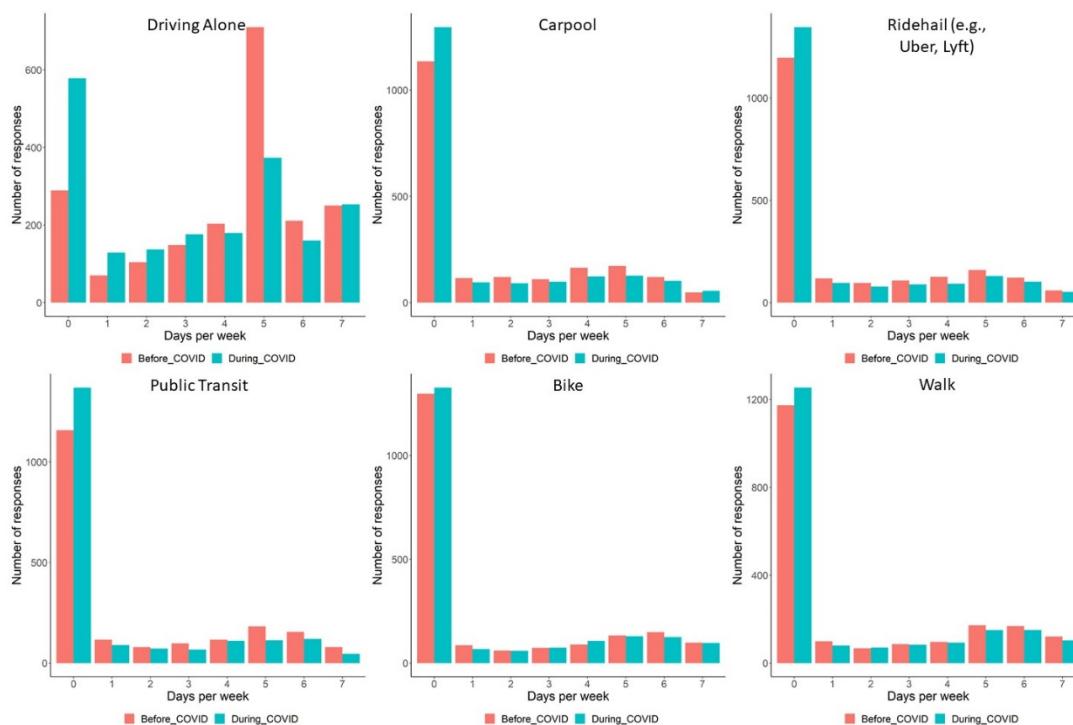 Driving Alone
Number of responses
600
400
200
0
0 1 2 3 4 5 6 7
Days per week
Before_COVID During_COVID
Carpool
Number of responses
1000
500
0
0 1 2 3 4 5 6 7
Days per week
Before_COVID During_COVID
Ridehail (e.g.,
Uber, Lyft)
Number of responses
1000
500
0
0 1 2 3 4 5 6 7
Days per week
Before_COVID During_COVID
Public Transit
Number of responses
1000
500
0
0 1 2 3 4 5 6 7
Days per week
Before_COVID During_COVID
Bike
Number of responses
1000
500
0
0 1 2 3 4 5 6 7
Days per week
Before_COVID During_COVID
Walk
Number of responses
1200
800
400
0
0 1 2 3 4 5 6 7
Days per week
Before_COVID During_COVID